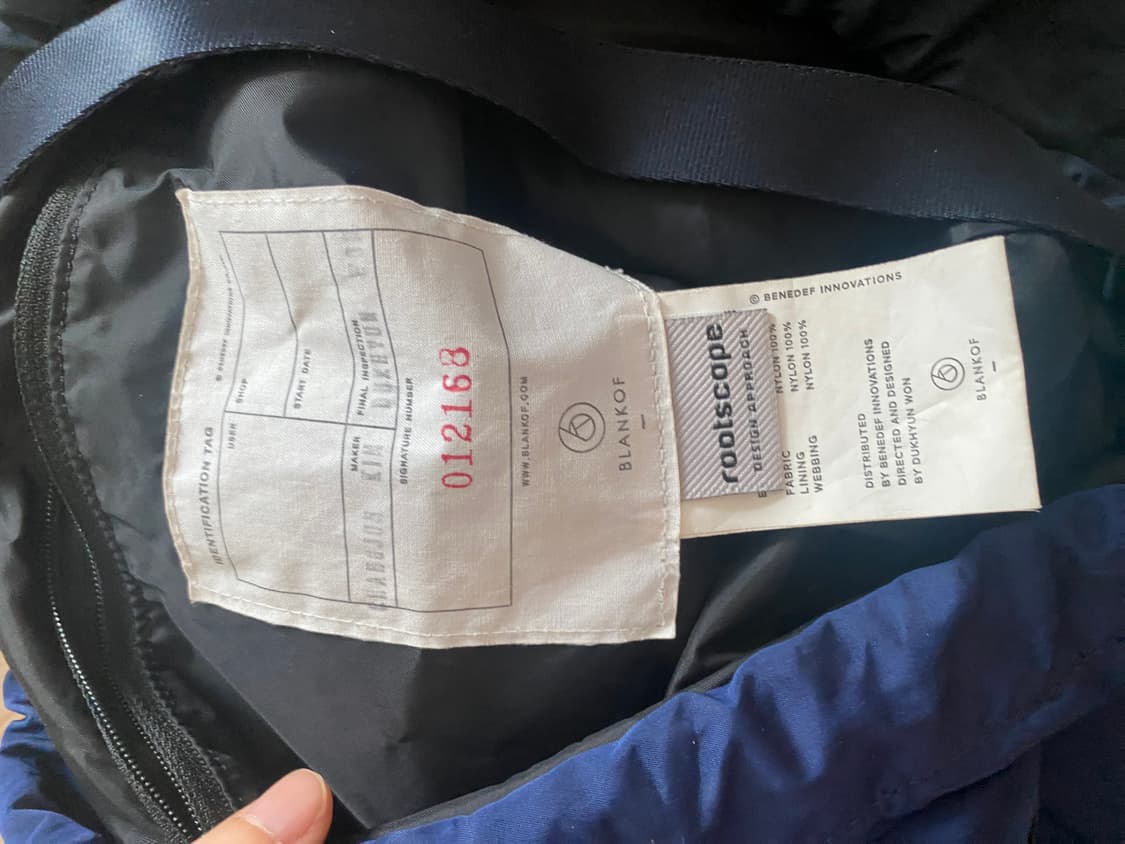 IDENTIFICATION TAG
© BENEDEF INNOVATIONS
USER
SHOP
START DATE
MAKER
FINAL INSPECTION
KIM
DUKHYUN
SIGNATURE NUMBER
012168
WWW.BLANKOF.COM
BLANKOF
rootscope
DESIGN APPROACH
© BENEDEF INNOVATIONS
NYLON 100%
FABRIC NYLON 100%
LINING NYLON 100%
WEBBING
DISTRIBUTED
BY BENEDEF INNOVATIONS
DIRECTED AND DESIGNED
BY DUKHYUN WON
BLANKOF